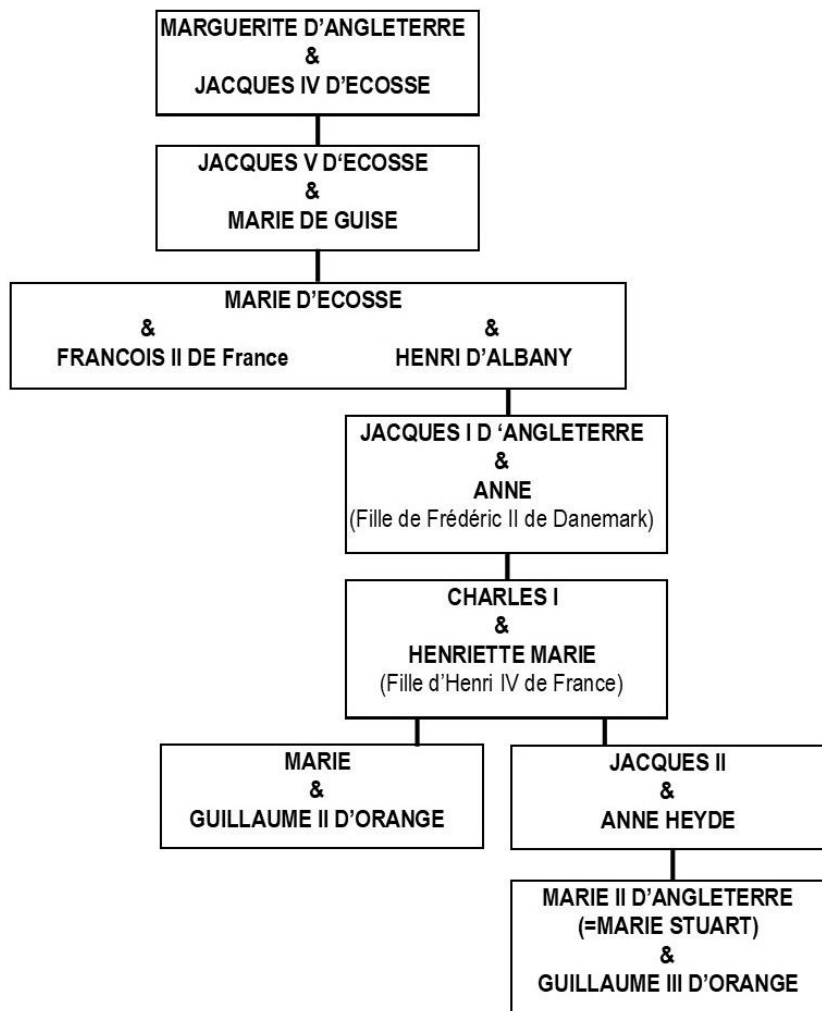 MARGUERITE D’ANGLETERRE
&
JACQUES IV D’ECOSSE
JACQUES V D‘ECOSSE
&
MARIE DE GUISE
MARIE D’ECOSSE
& &
FRANCOIS II DE France HENRI D’ALBANY
JACQUES I D ‘ANGLETERRE
&
ANNE
(Fille de Frédéric II de Danemark)
CHARLES I
&
HENRIETTE MARIE
(Fille d’Henri IV de France)
MARIE
&
GUILLAUME II D’ORANGE
JACQUES II
&
ANNE HEYDE
MARIE II D’ANGLETERRE
(=MARIE STUART)
&
GUILLAUME III D’ORANGE